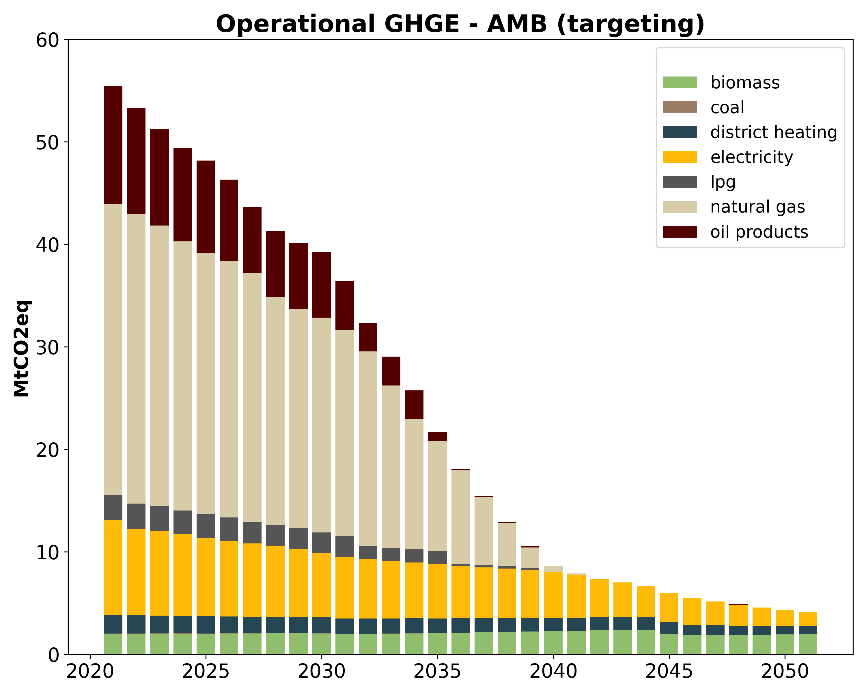 Operational GHGE - AMB (targeting)
60
50
40
30
20
10
0
MtCO2eq
biomass
coal
district heating
electricity
lpg
natural gas
oil products
2020 2025 2030 2035 2040 2045 2050